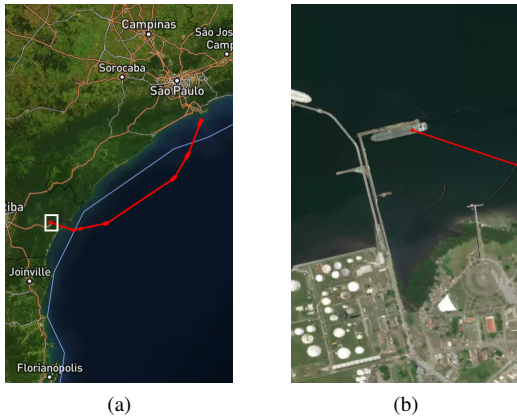 Campinas
São Jos
Camp
Sorocaba
São Paulo
tiba
Joinville
Florianópolis
(a)
(b)